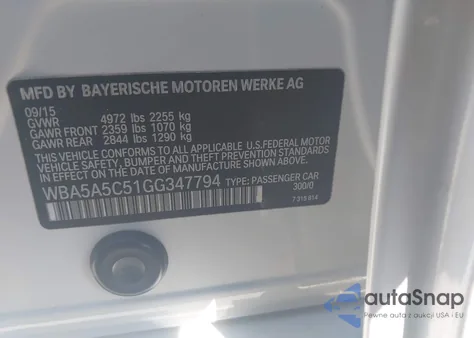 MFD BY BAYERISCHE MOTOREN WERKE AG
09/15
GVWR 4972 lbs 2255 kg
GAWR FRONT 2359 lbs 1070 kg
GAWR REAR 2844 lbs 1290 kg
THIS CONFORMS TO ALL APPLICABLE U.S.FEDERAL MOTOR
VEHICLE SAFETY, BUMPER AND THEFT PREVENTION STANDARDS
IN EFFECT ON THE DATE OF MANUFACTURE SHOWN ABOVE.
WBA5A5C51GG347794 TYPE: PASSENGER CAR
300/0
7 315 814
autoSnap
Pewne auta z aukcji USA i EU